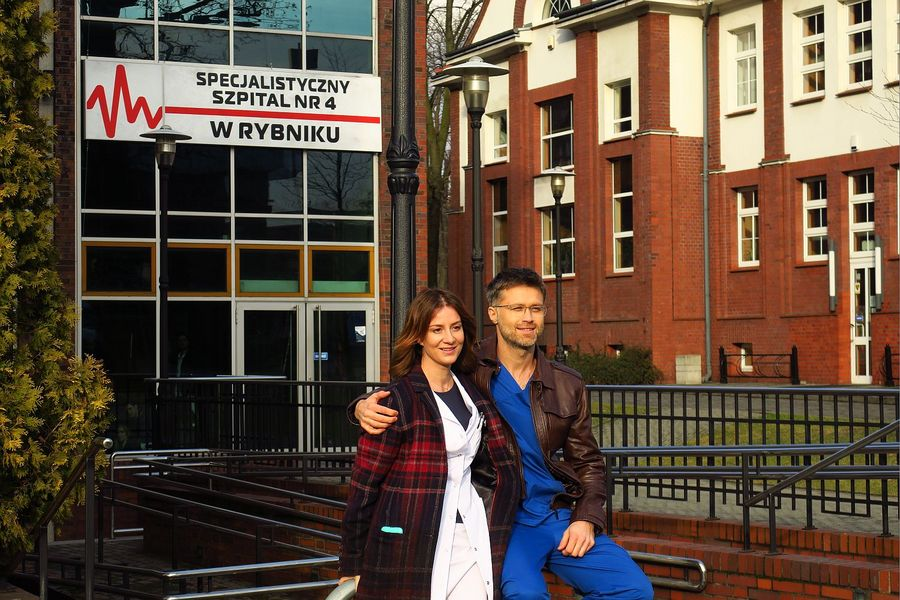 SPECJALISTYCZNY
SZPITAL NR 4
W RYBNIKU